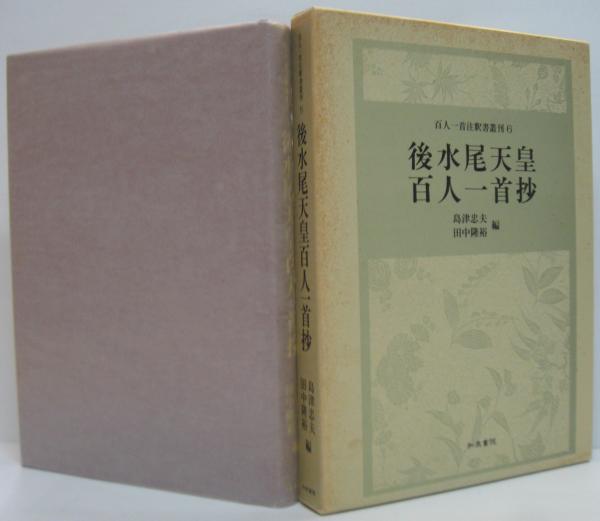 百人一首注釈書叢刊6
後水尾天皇
百人一首抄
島津忠夫
田中隆裕
編
和泉書院
後水尾天皇百人一首抄
島津忠夫
田中隆裕
編